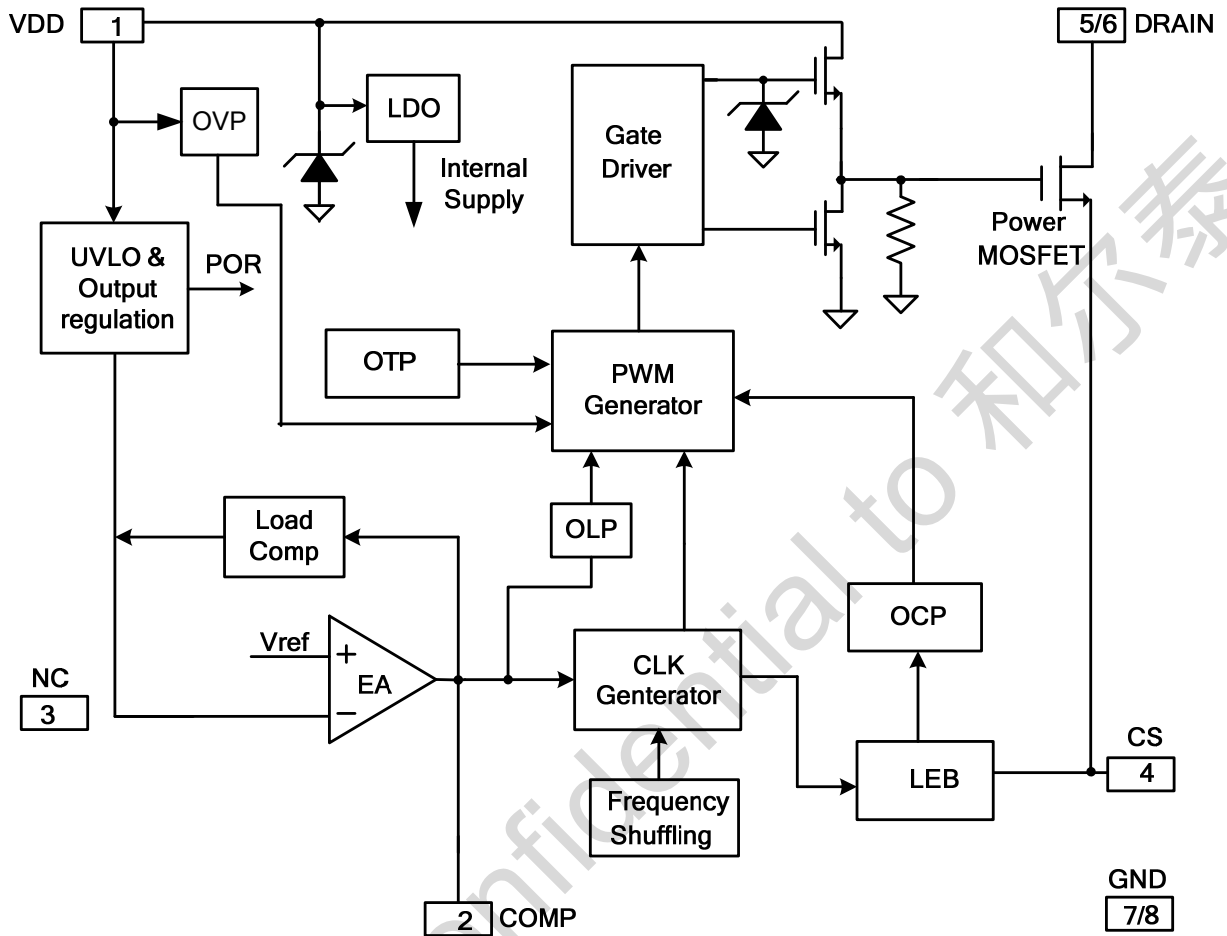 VDD
1
5/6
DRAIN
OVP
LDO
Internal
Supply
Gate
Driver
Power
MOSFET
UVLO &
Output
regulation
POR
OTP
PWM
Generator
Load
Comp
OLP
OCP
Vref
+
EA
−
CLK
Genterator
NC
3
CS
4
LEB
Frequency
Shuffling
2
COMP
GND
7/8
onfidential to 和尔泰